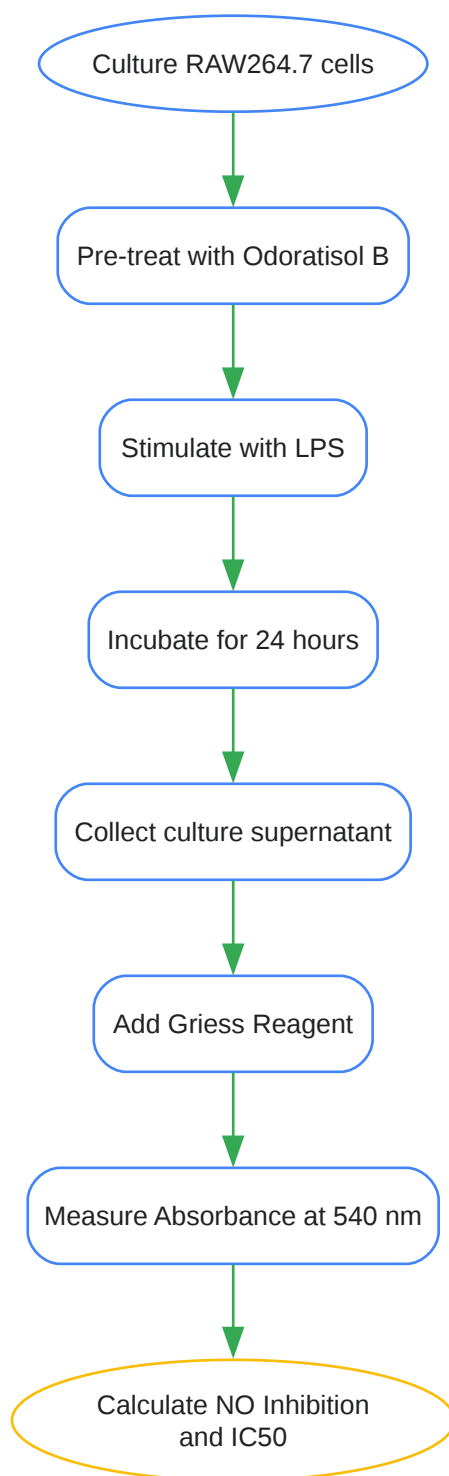 Culture RAW264.7 cells
Pre-treat with Odoratisol B
Stimulate with LPS
Incubate for 24 hours
Collect culture supernatant
Add Griess Reagent
Measure Absorbance at 540 nm
Calculate NO Inhibition
and IC50